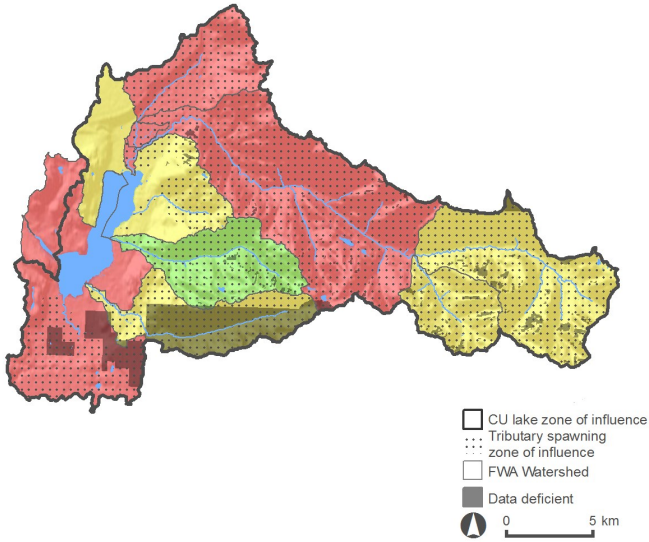 CU lake zone of influence
Tributary spawning
zone of influence
FWA Watershed
Data deficient
0 5 km